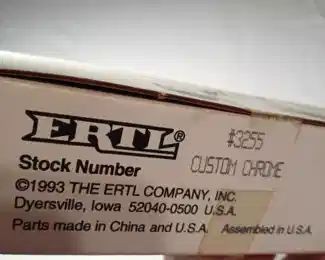 ERTL®
#3255
Stock Number
CUSTOM CHROME
©1993 THE ERTL COMPANY, INC.
Dyersville, Iowa 52040-0500 U.S.A.
Parts made in China and U.S.A. Assembled in U.S.A.